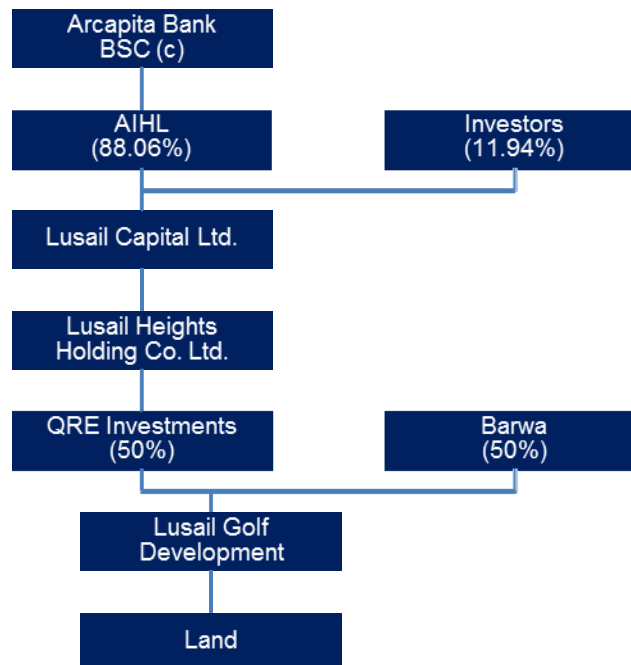 Arcapita Bank
BSC (c)
AIHL
(88.06%)
Investors
(11.94%)
Lusail Capital Ltd.
Lusail Heights
Holding Co. Ltd.
QRE Investments
(50%)
Barwa
(50%)
Lusail Golf
Development
Land